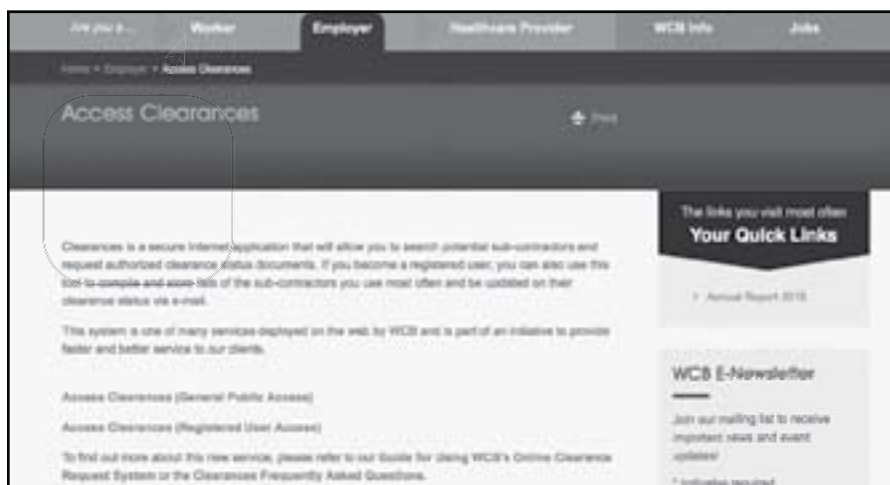 Are you a... Worker Employer Healthcare Provider WCB Info Jobs
Home > Employer > Access Clearances
Access Clearances
Print
Clearances is a secure Internet application that will allow you to search potential sub-contractors and
request authorized clearance status documents. If you become a registered user, you can also use this
tool to compile and store lists of the sub-contractors you use most often and be updated on their
clearance status via e-mail.
This system is one of many services deployed on the web by WCB and is part of an initiative to provide
faster and better service to our clients.
Access Clearances (General Public Access)
Access Clearances (Registered User Access)
To find out more about this new service, please refer to our Guide for Using WCB's Online Clearance
Request System or the Clearances Frequently Asked Questions.
The links you visit most often
Your Quick Links
> Annual Report 2015
WCB E-Newsletter
Join our mailing list to receive
important news and event
updates!
* indicates required